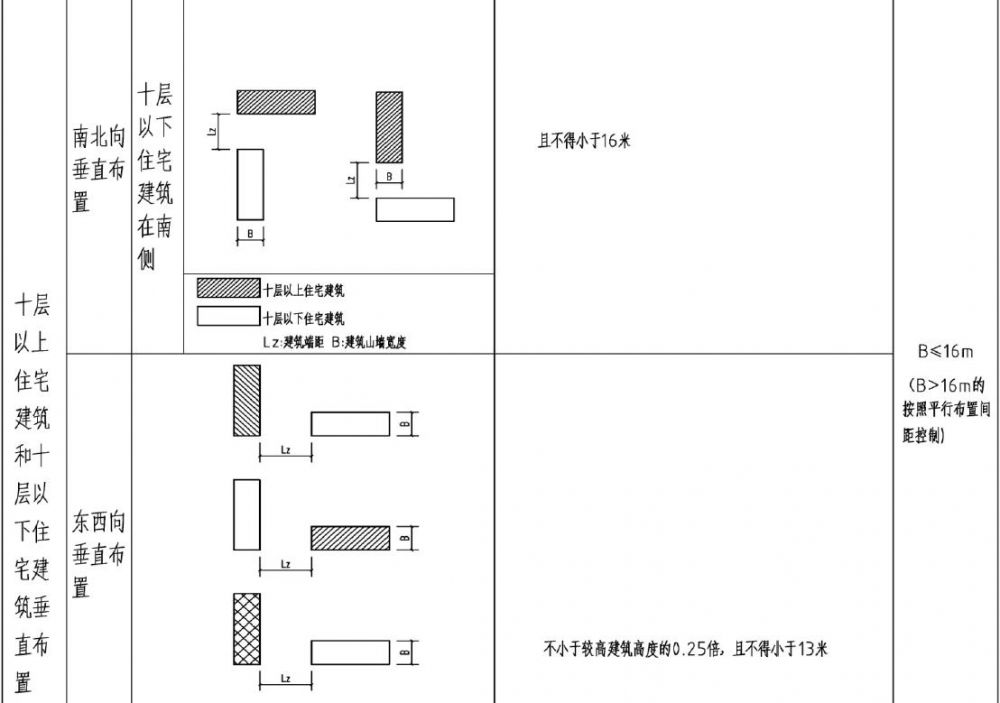 十层
以上
住宅
建筑
和十
层以
下住
宅建
筑垂
直布
置
南北向
垂直布
置
十层
以下
住宅
建筑
在南
侧
Lz
B
Lz
B
且不得小于16米
十层以上住宅建筑
十层以下住宅建筑
Lz:建筑端距 B:建筑山墙宽度
东西向
垂直布
置
B
Lz
B
Lz
B
Lz
不小于较高建筑高度的0.25倍，且不得小于13米
B≤16m
（B>16m的
按照平行布置间
距控制）